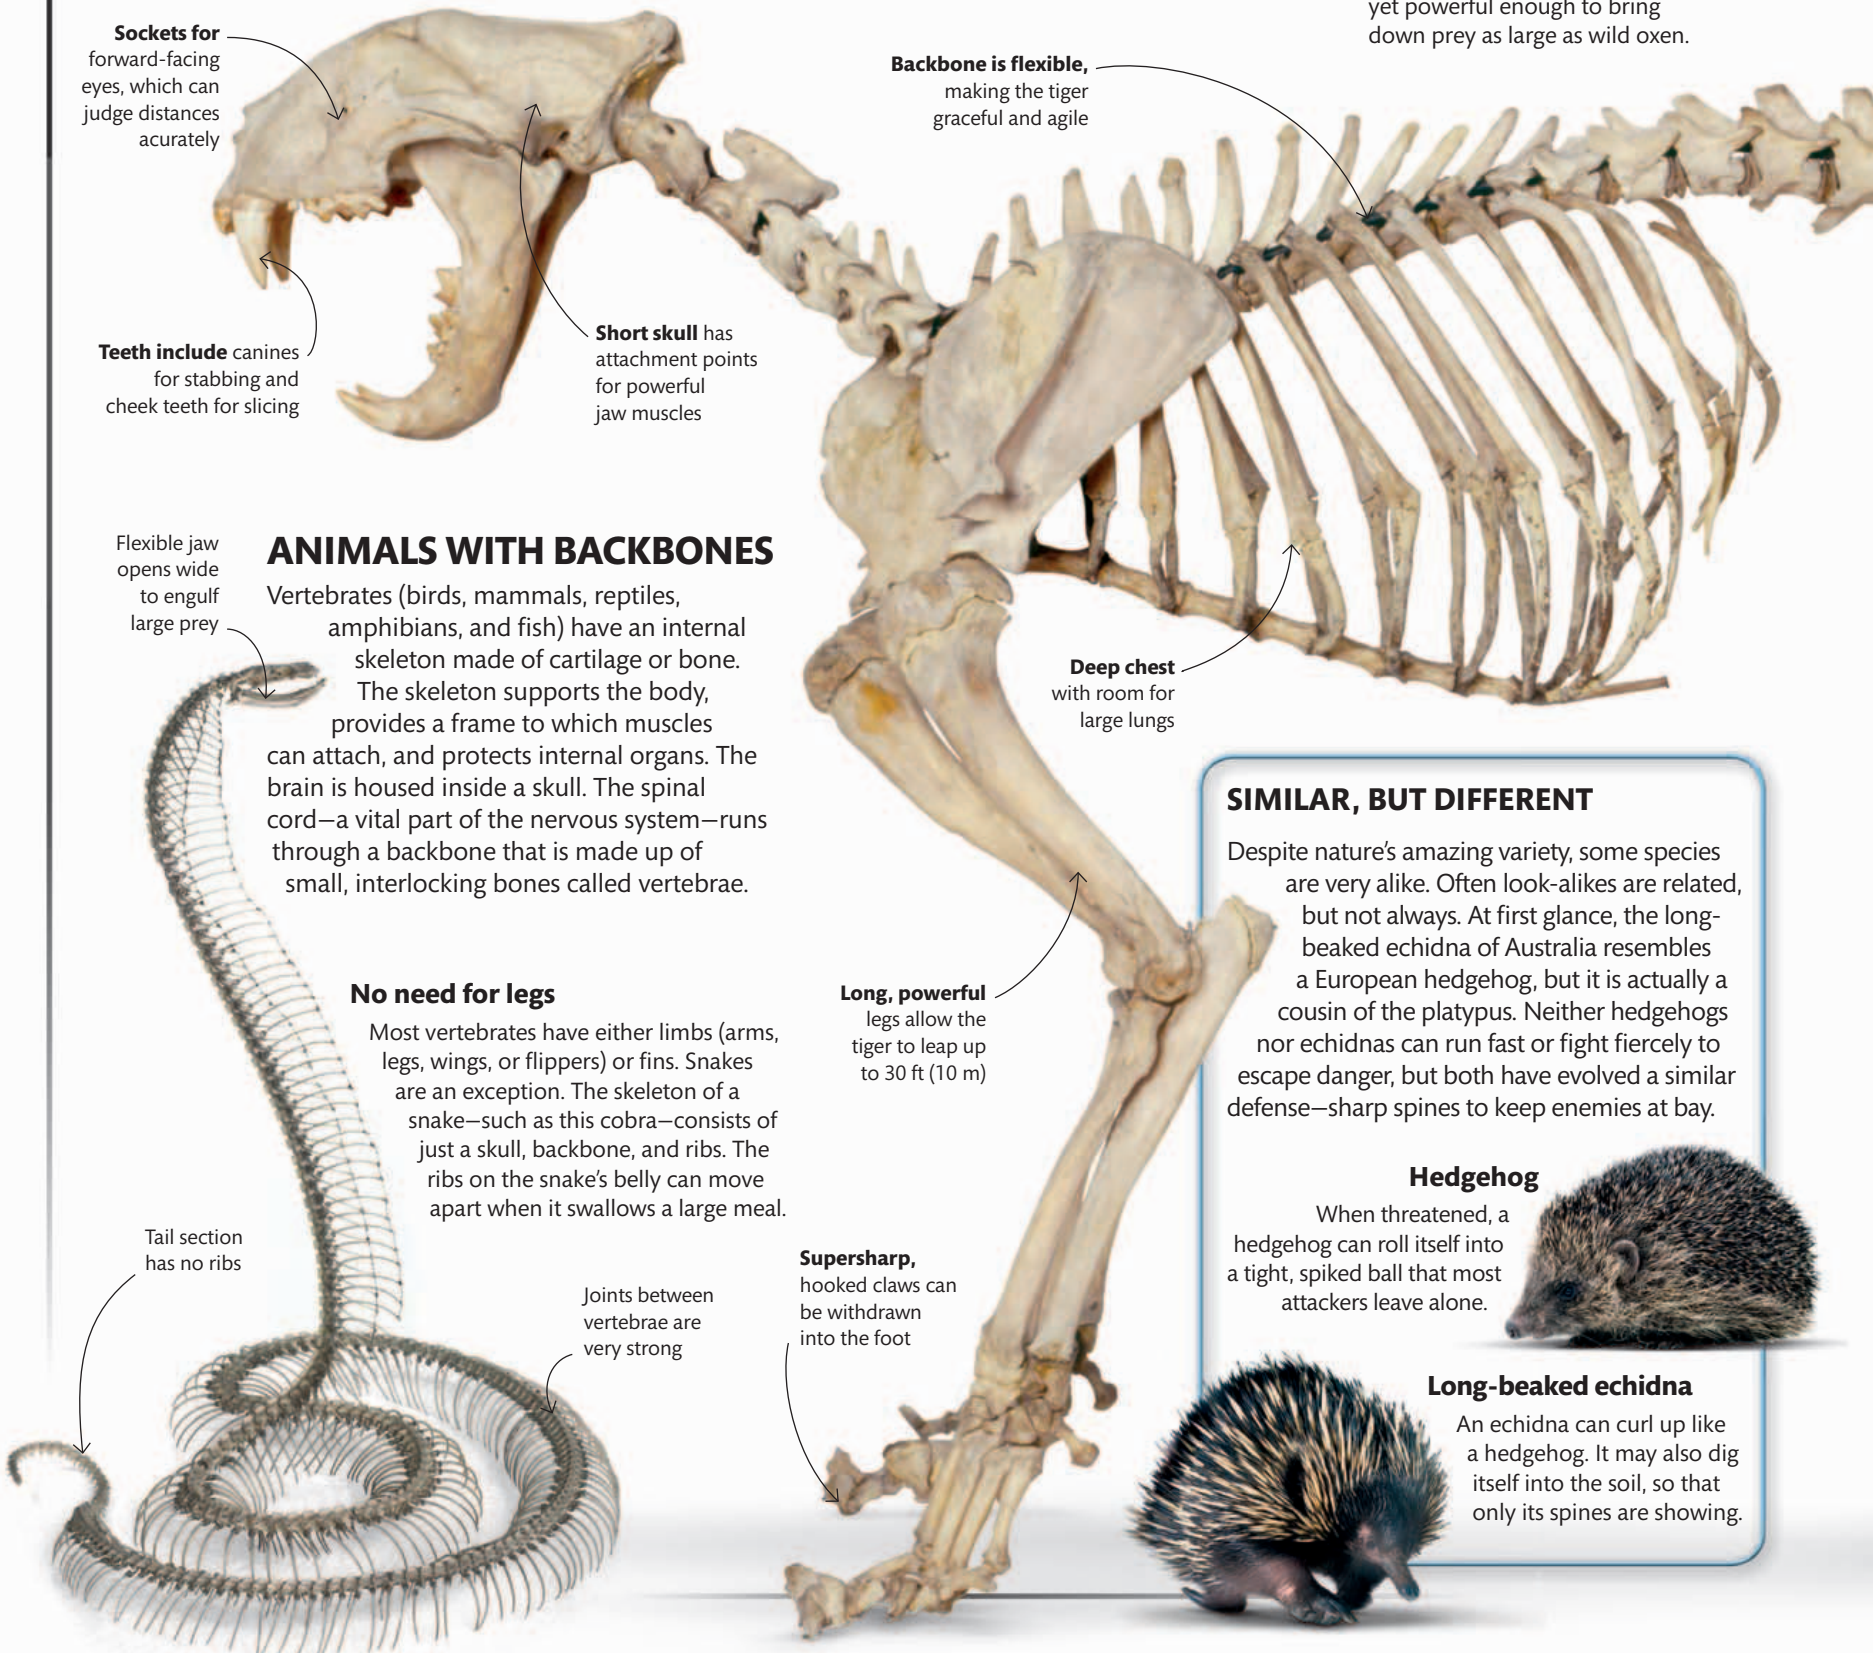 yet powerful enough to bring
down prey as large as wild oxen.
Sockets for
forward-facing
eyes, which can
judge distances
acurately
Backbone is flexible,
making the tiger
graceful and agile
Teeth include canines
for stabbing and
cheek teeth for slicing
Short skull has
attachment points
for powerful
jaw muscles
Flexible jaw
opens wide
to engulf
large prey
ANIMALS WITH BACKBONES
Vertebrates (birds, mammals, reptiles,
amphibians, and fish) have an internal
skeleton made of cartilage or bone.
The skeleton supports the body,
provides a frame to which muscles
can attach, and protects internal organs. The
brain is housed inside a skull. The spinal
cord—a vital part of the nervous system—runs
through a backbone that is made up of
small, interlocking bones called vertebrae.
Deep chest
with room for
large lungs
No need for legs
Most vertebrates have either limbs (arms,
legs, wings, or flippers) or fins. Snakes
are an exception. The skeleton of a
snake—such as this cobra—consists of
just a skull, backbone, and ribs. The
ribs on the snake's belly can move
apart when it swallows a large meal.
Long, powerful
legs allow the
tiger to leap up
to 30 ft (10 m)
Tail section
has no ribs
Joints between
vertebrae are
very strong
Supersharp,
hooked claws can
be withdrawn
into the foot
SIMILAR, BUT DIFFERENT
Despite nature's amazing variety, some species
are very alike. Often look-alikes are related,
but not always. At first glance, the long-
beaked echidna of Australia resembles
a European hedgehog, but it is actually a
cousin of the platypus. Neither hedgehogs
nor echidnas can run fast or fight fiercely to
escape danger, but both have evolved a similar
defense—sharp spines to keep enemies at bay.
Hedgehog
When threatened, a
hedgehog can roll itself into
a tight, spiked ball that most
attackers leave alone.
Long-beaked echidna
An echidna can curl up like
a hedgehog. It may also dig
itself into the soil, so that
only its spines are showing.